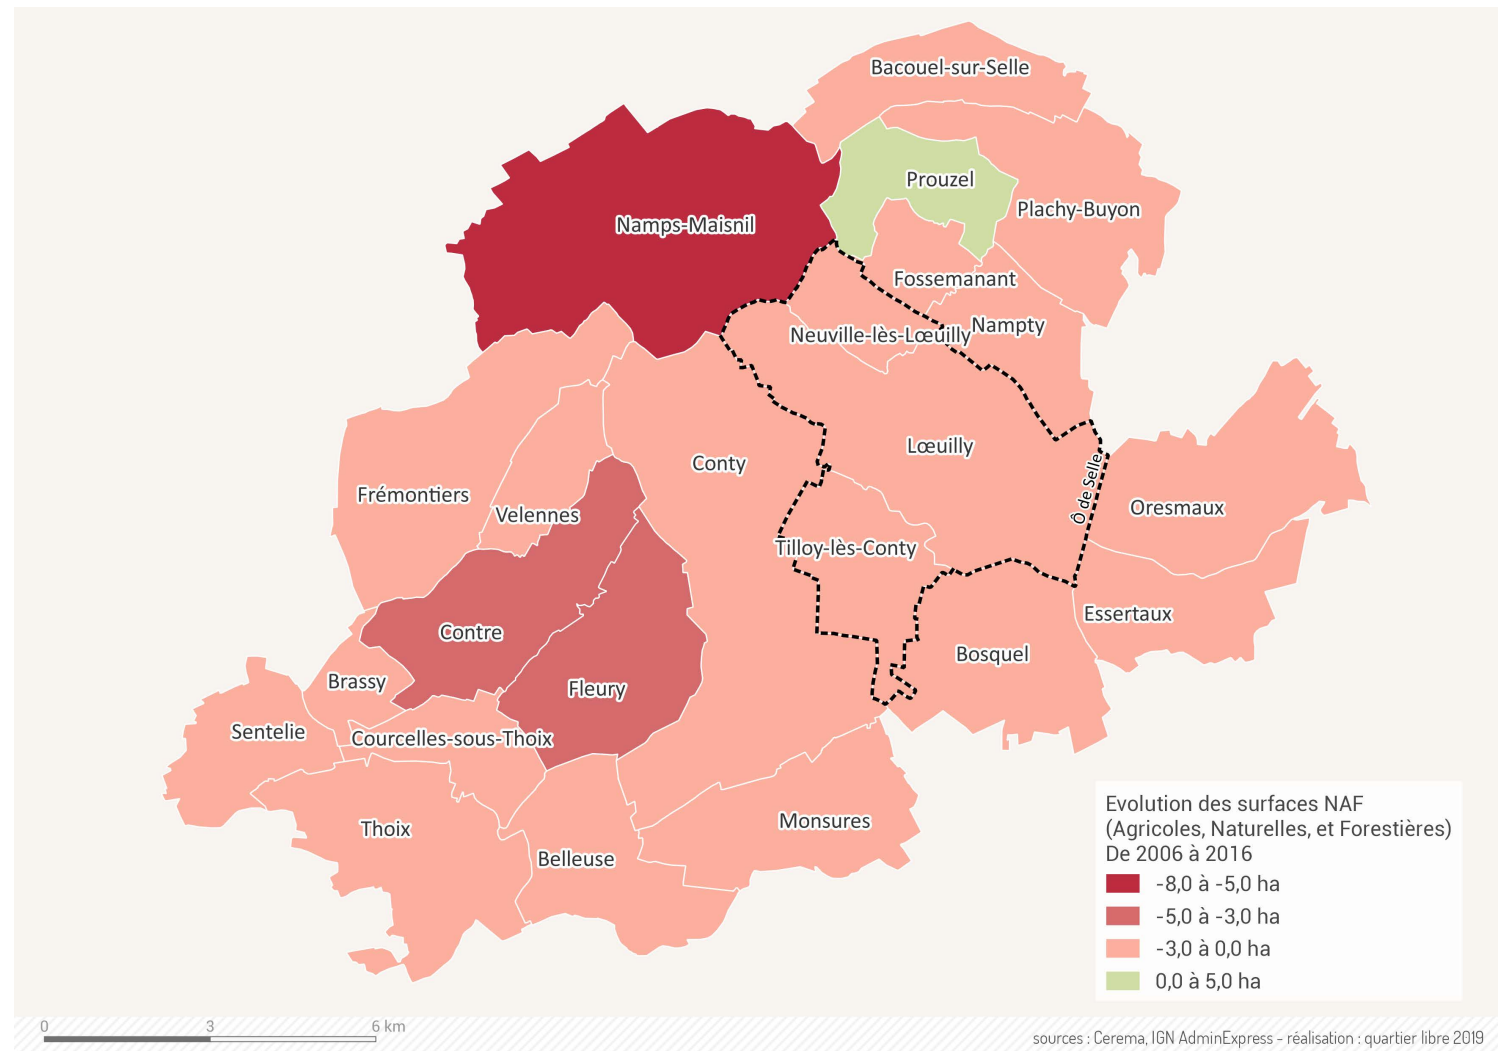 Bacouel-sur-Selle
Prouzel
Plachy-Buyon
Namps-Maisnil
Fossemanant
Neuville-lès-Lœuilly
Nampty
Lœuilly
Conty
Frémontiers
Velennes
Ô de Selle
Oresmaux
Tilloy-lès-Conty
Essertaux
Contre
Bosquel
Brassy
Fleury
Sentelie
Courcelles-sous-Thoix
Thoix
Monsures
Belleuse
Evolution des surfaces NAF
(Agricoles, Naturelles, et Forestières)
De 2006 à 2016
-8,0 à -5,0 ha
-5,0 à -3,0 ha
-3,0 à 0,0 ha
0,0 à 5,0 ha
0 3 6 km
sources : Cerema, IGN AdminExpress - réalisation : quartier libre 2019